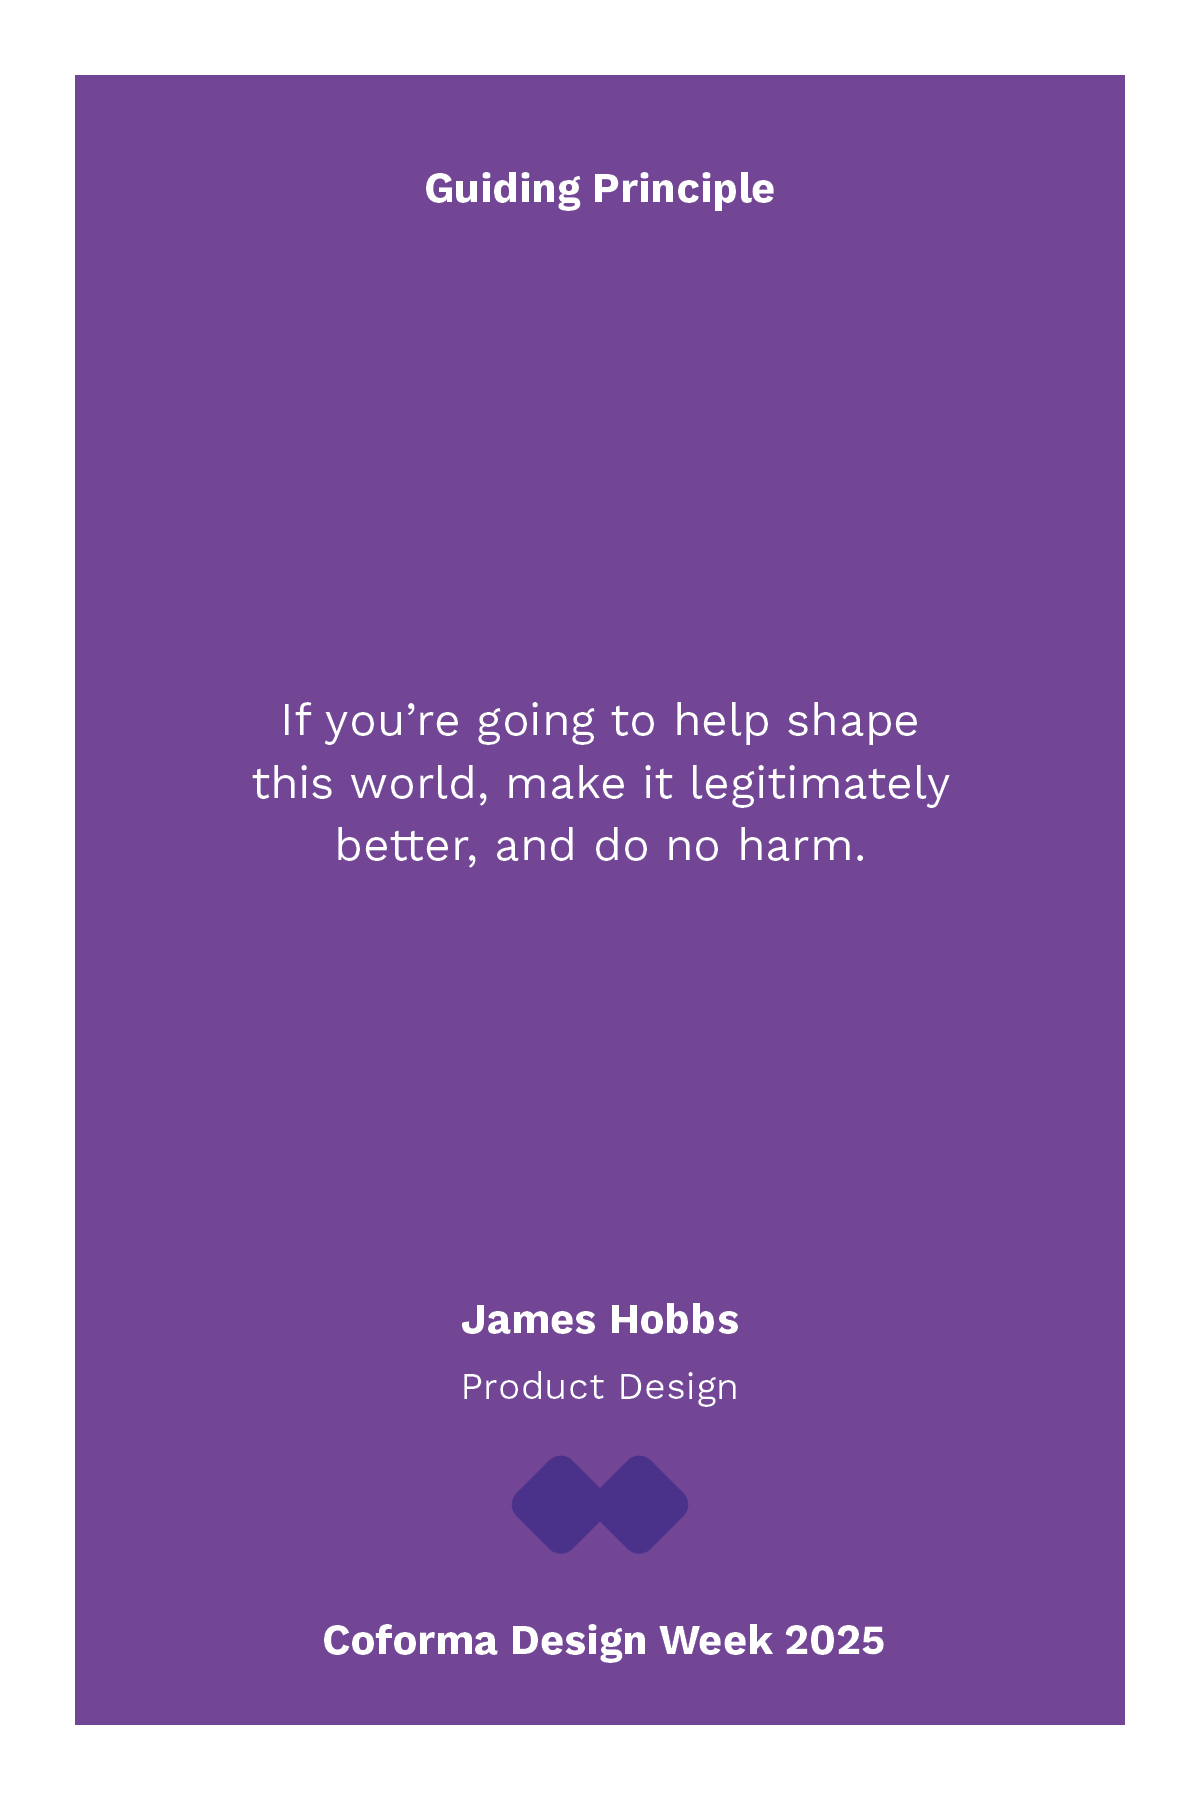 Guiding Principle
If you’re going to help shape
this world, make it legitimately
better, and do no harm.
James Hobbs
Product Design
Coforma Design Week 2025